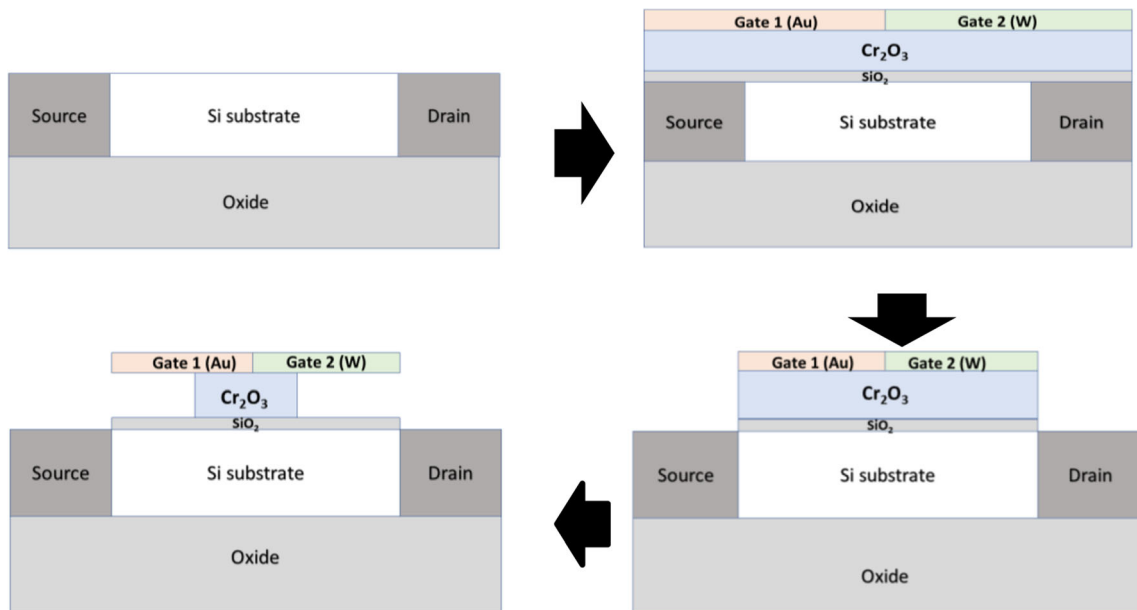 Source Si substrate Drain
Oxide
Gate 1 (Au) Gate 2 (W)
Cr₂O₃
SiO₂
Source Si substrate Drain
Oxide
Gate 1 (Au) Gate 2 (W)
Cr₂O₃
SiO₂
Source Si substrate Drain
Oxide
Gate 1 (Au) Gate 2 (W)
Cr₂O₃
SiO₂
Source Si substrate Drain
Oxide